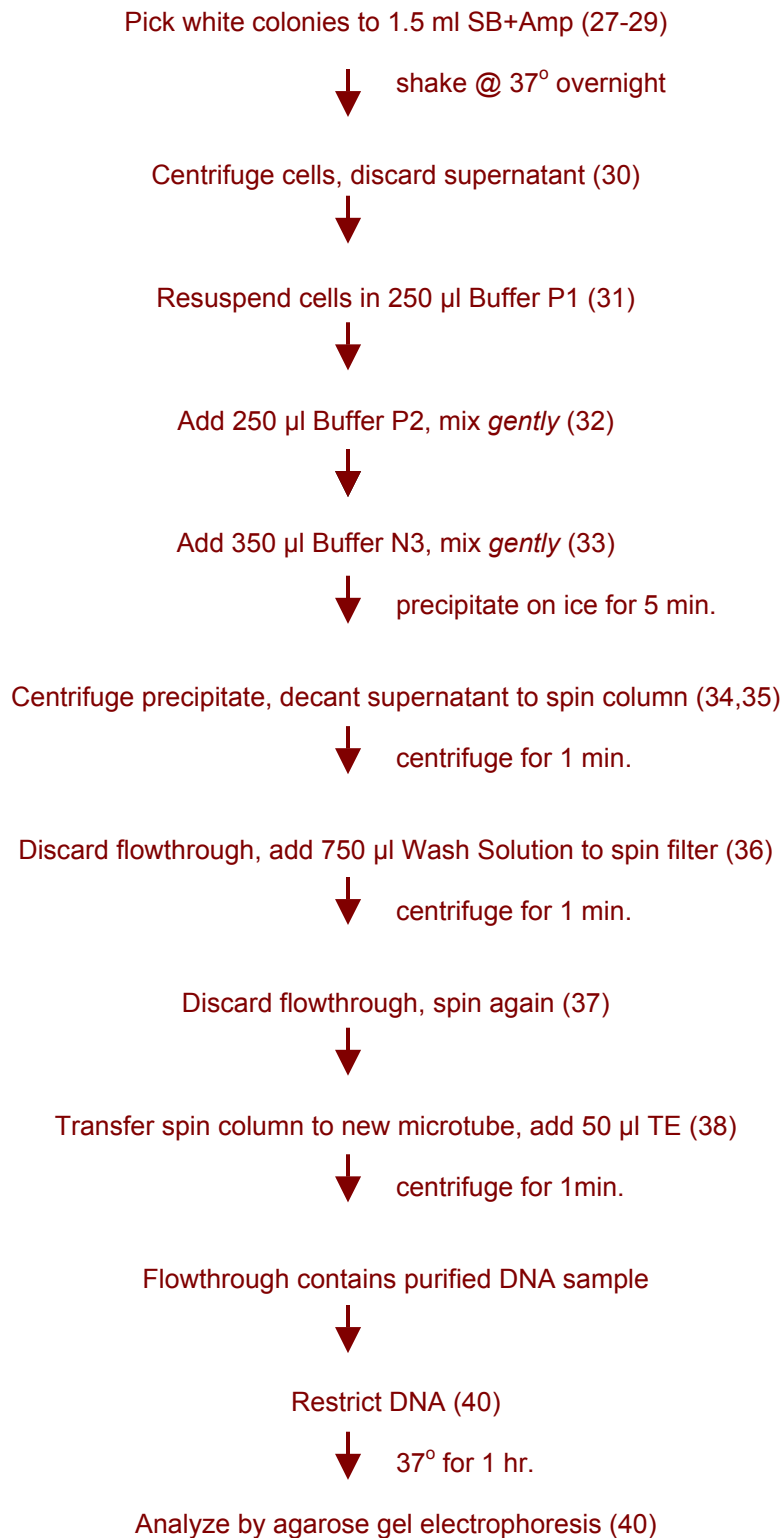 Pick white colonies to 1.5 ml SB+Amp (27-29)
shake @ 37o overnight
Centrifuge cells, discard supernatant (30)
Resuspend cells in 250 µl Buffer P1 (31)
Add 250 µl Buffer P2, mix gently (32)
Add 350 µl Buffer N3, mix gently (33)
precipitate on ice for 5 min.
Centrifuge precipitate, decant supernatant to spin column (34,35)
centrifuge for 1 min.
Discard flowthrough, add 750 µl Wash Solution to spin filter (36)
centrifuge for 1 min.
Discard flowthrough, spin again (37)
Transfer spin column to new microtube, add 50 µl TE (38)
centrifuge for 1min.
Flowthrough contains purified DNA sample
Restrict DNA (40)
37o for 1 hr.
Analyze by agarose gel electrophoresis (40)